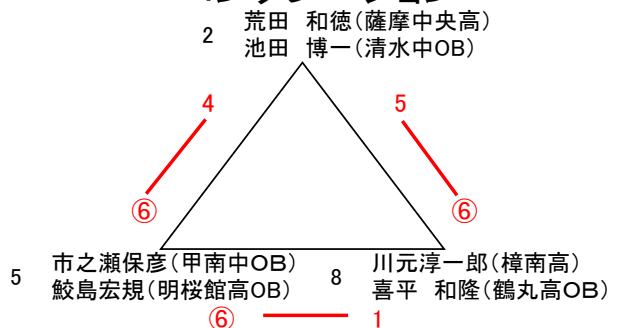 2 荒田　和徳(薩摩中央高)
池田　博一(清水中OB)
4 5
⑥ ⑥
5 市之瀬保彦(甲南中OB) 8 川元淳一郎(樟南高)
鮫島宏規(明桜館高OB) 喜平　和隆(鶴丸高OB)
⑥ 1